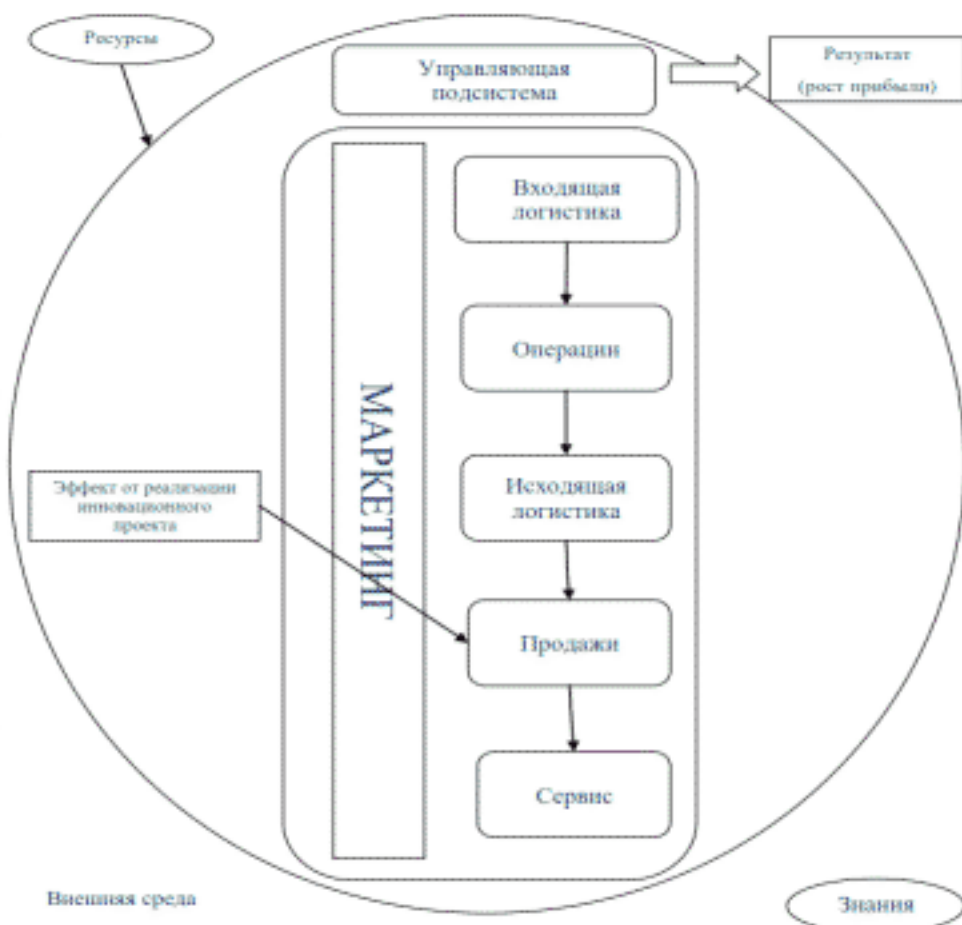 Ресурсы
Управляющая
подсистема
Результат
(рост прибыли)
Входящая
логистика
Операции
МАРКЕТИНГ
Эффект от реализации
инновационного
проекта
Исходящая
логистика
Продажи
Сервис
Внешняя среда
Знания